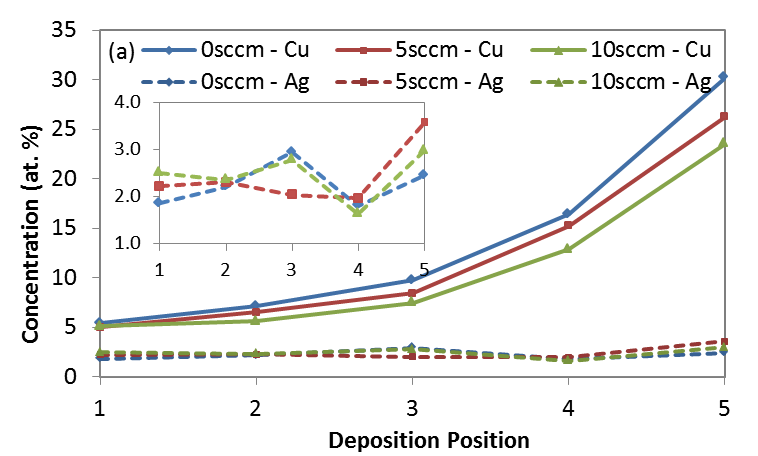 35
30
25
20
15
10
5
0
Concentration (at. %)
(a)
0sccm - Cu 5sccm - Cu 10sccm - Cu
0sccm - Ag 5sccm - Ag 10sccm - Ag
4.0
3.0
2.0
1.0
1 2 3 4 5
1 2 3 4 5
Deposition Position